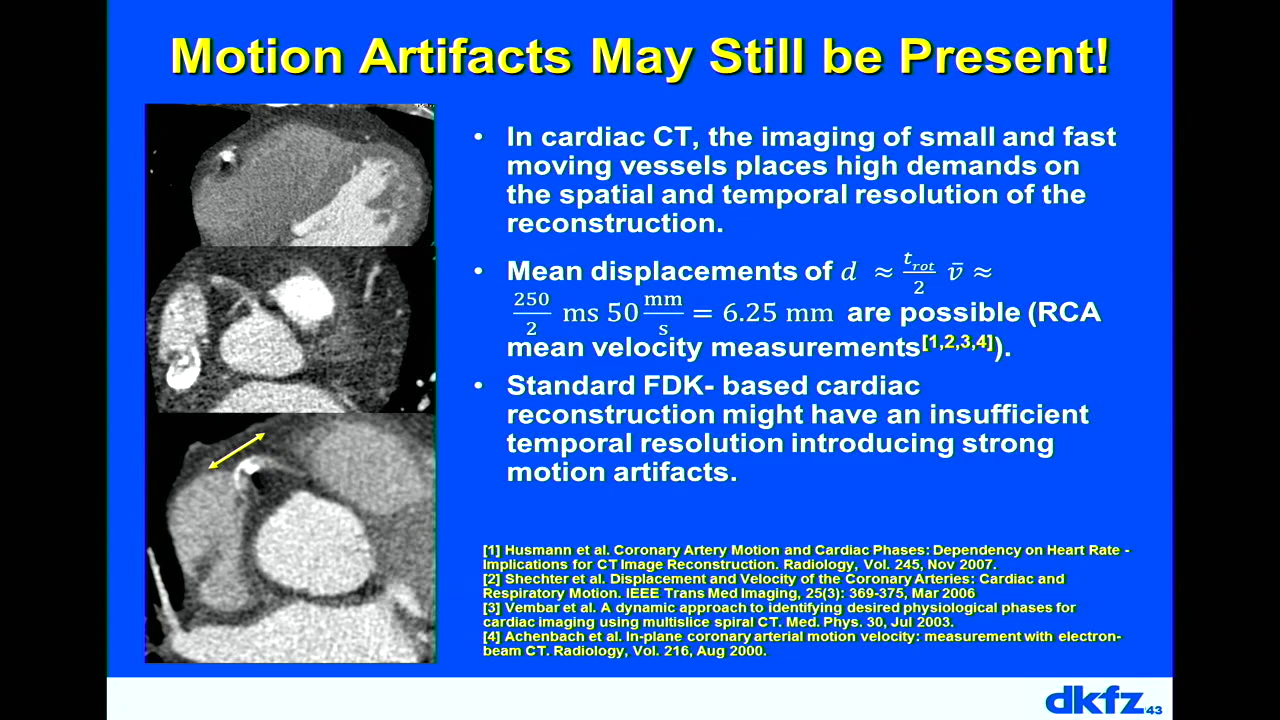 Motion Artifacts May Still be Present!
• In cardiac CT, the imaging of small and fast
moving vessels places high demands on
the spatial and temporal resolution of the
reconstruction.
• Mean displacements of d ≈ t_rot/2 v̄ ≈
250/2 ms 50 mm/s = 6.25 mm are possible (RCA
mean velocity measurements[1,2,3,4]).
• Standard FDK- based cardiac
reconstruction might have an insufficient
temporal resolution introducing strong
motion artifacts.
[1] Husmann et al. Coronary Artery Motion and Cardiac Phases: Dependency on Heart Rate -
Implications for CT Image Reconstruction. Radiology, Vol. 245, Nov 2007.
[2] Shechter et al. Displacement and Velocity of the Coronary Arteries: Cardiac and
Respiratory Motion. IEEE Trans Med Imaging, 25(3): 369-375, Mar 2006
[3] Vembar et al. A dynamic approach to identifying desired physiological phases for
cardiac imaging using multislice spiral CT. Med. Phys. 30, Jul 2003.
[4] Achenbach et al. In-plane coronary arterial motion velocity: measurement with electron-
beam CT. Radiology, Vol. 216, Aug 2000.
dkfz. 43